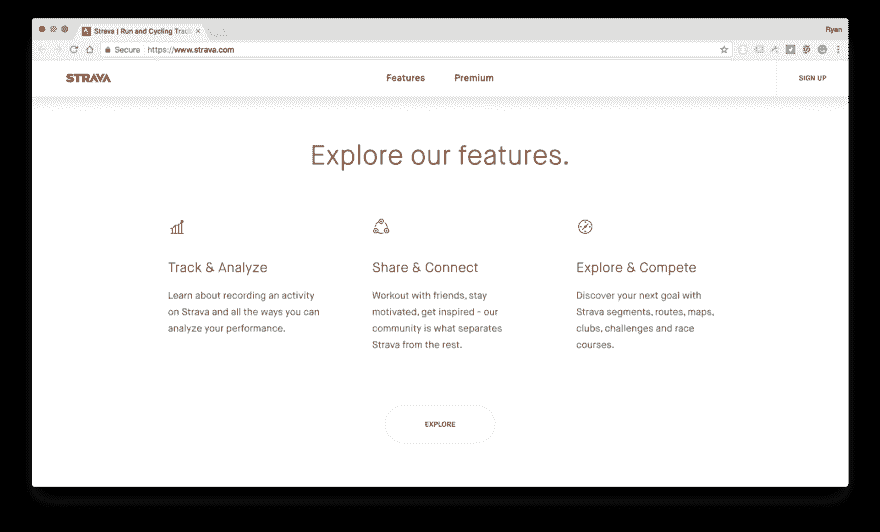 Strava | Run and Cycling Track
Ryan
Secure https://www.strava.com
STRAVA
Features
Premium
SIGN UP
Explore our features.
Track & Analyze
Learn about recording an activity
on Strava and all the ways you can
analyze your performance.
Share & Connect
Workout with friends, stay
motivated, get inspired - our
community is what separates
Strava from the rest.
Explore & Compete
Discover your next goal with
Strava segments, routes, maps,
clubs, challenges and race
courses.
EXPLORE